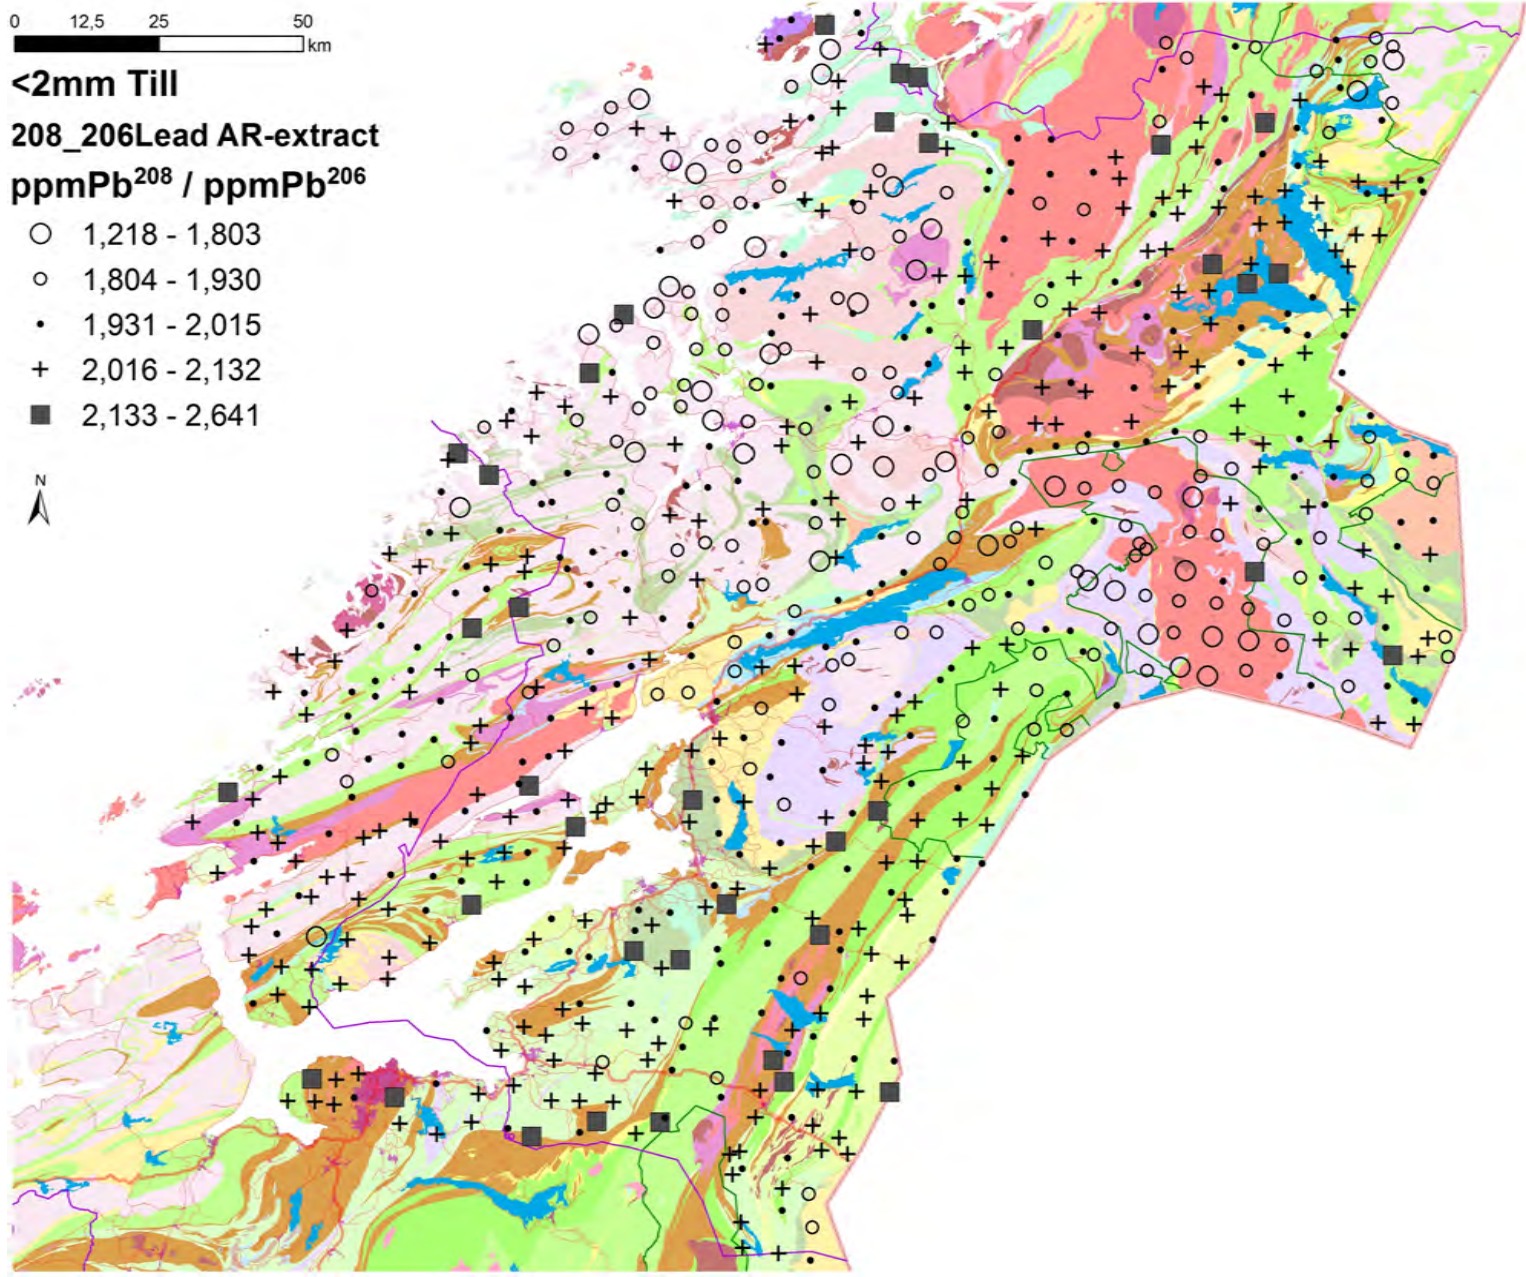 0 12,5 25 50
km
<2mm Till
208_206Lead AR-extract
ppmPb²⁰⁸ / ppmPb²⁰⁶
1,218 - 1,803
1,804 - 1,930
1,931 - 2,015
2,016 - 2,132
2,133 - 2,641
N